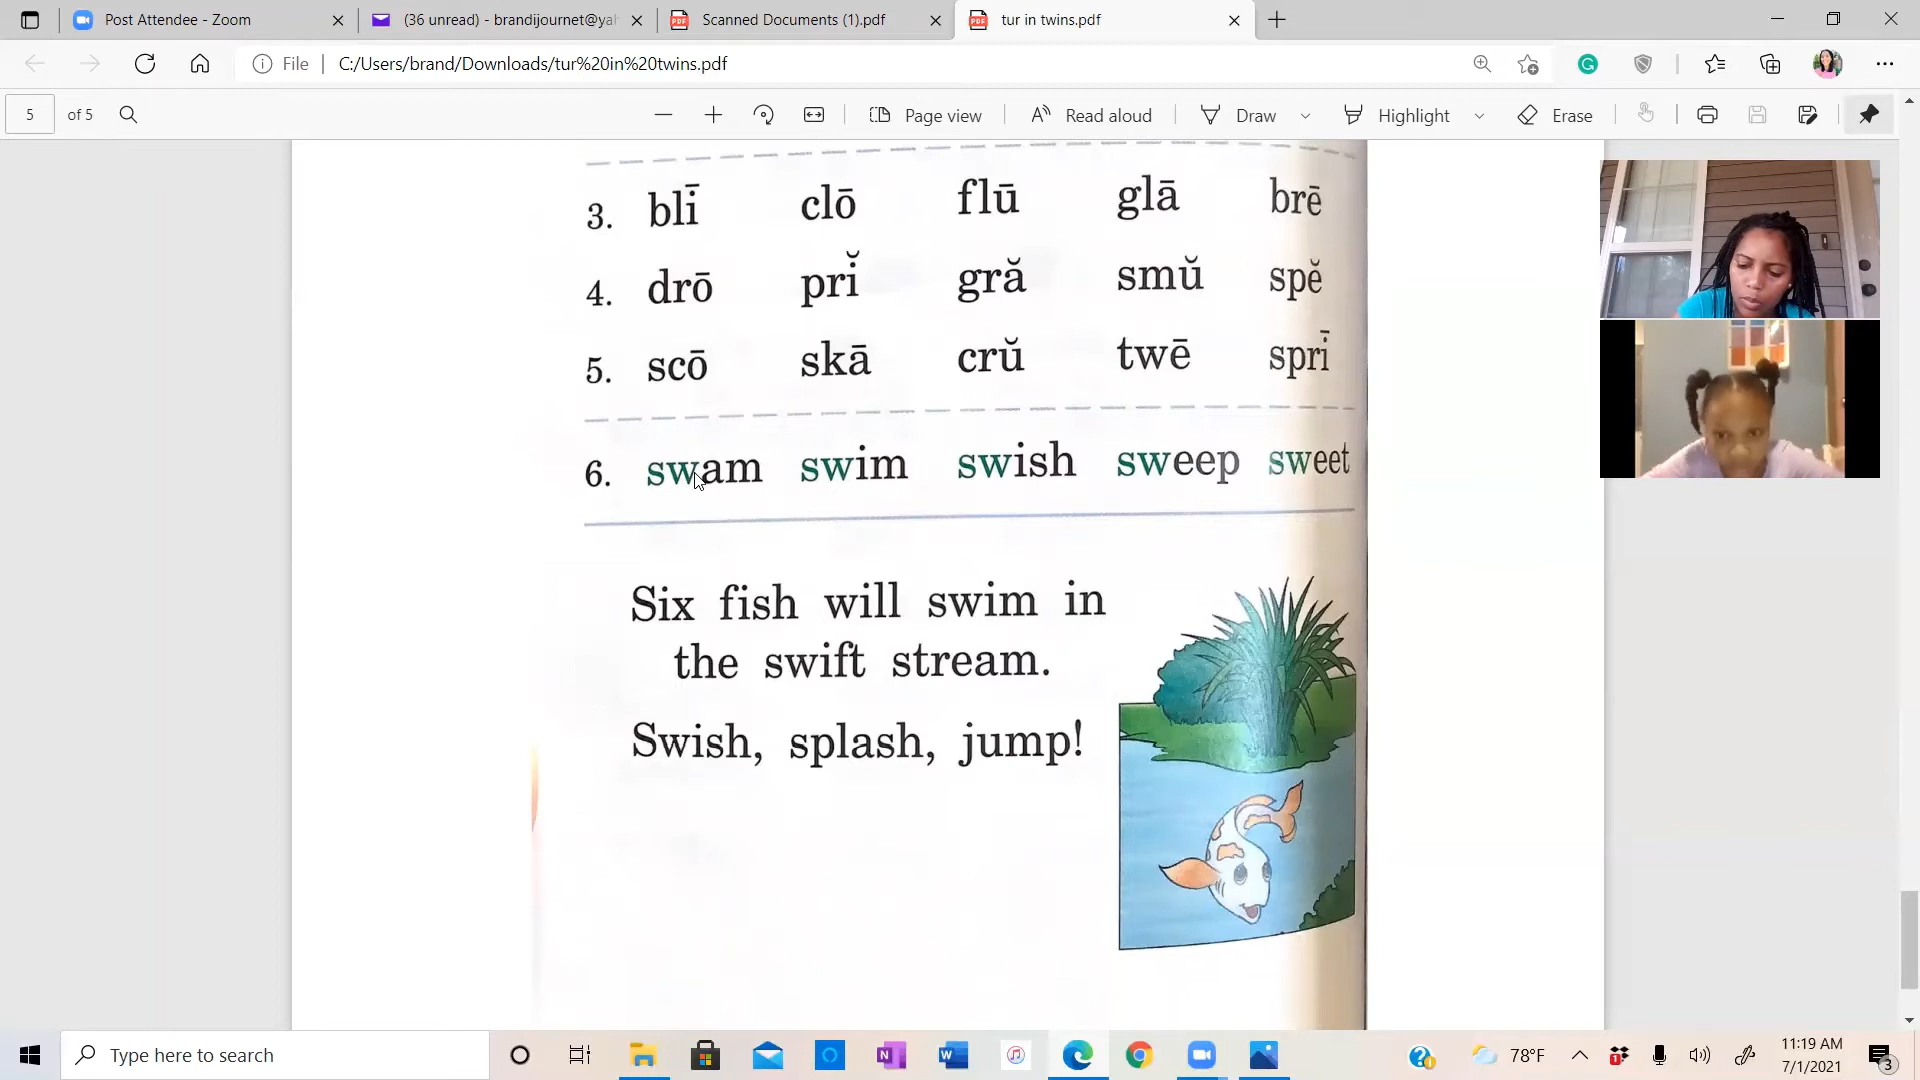 Post Attendee - Zoom
(36 unread) - brandijournet@yah
Scanned Documents (1).pdf
tur in twins.pdf
File
C:/Users/brand/Downloads/tur%20in%20twins.pdf
5 of 5
Page view
Read aloud
Draw
Highlight
Erase
3. blī clō flū glā brē
4. drō prĭ gră smŭ spĕ
5. scō skā crŭ twē sprī
6. swam swim swish sweep sweet
Six fish will swim in
the swift stream.
Swish, splash, jump!
Type here to search
78°F
11:19 AM
7/1/2021
3